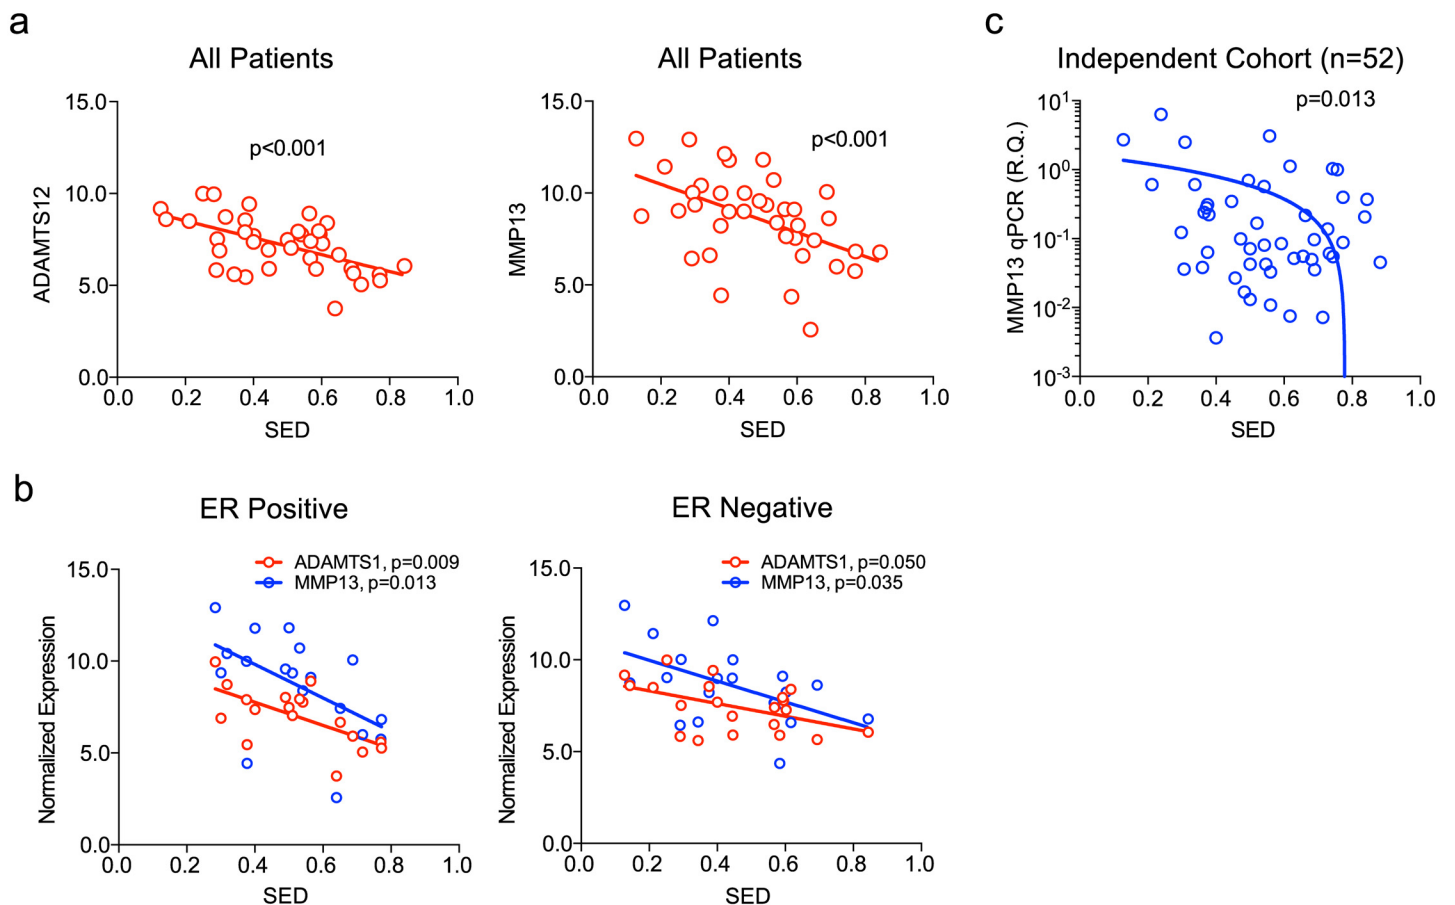 a
All Patients
15.0
10.0
5.0
0.0
ADAMTS12
p<0.001
0.0 0.2 0.4 0.6 0.8 1.0
SED
All Patients
15.0
10.0
5.0
0.0
MMP13
p<0.001
0.0 0.2 0.4 0.6 0.8 1.0
SED
c
Independent Cohort (n=52)
p=0.013
10¹
10⁰
10⁻¹
10⁻²
10⁻³
MMP13 qPCR (R.Q.)
0.0 0.2 0.4 0.6 0.8 1.0
SED
b
ER Positive
ADAMTS1, p=0.009
MMP13, p=0.013
15.0
10.0
5.0
0.0
Normalized Expression
0.0 0.2 0.4 0.6 0.8 1.0
SED
ER Negative
ADAMTS1, p=0.050
MMP13, p=0.035
15.0
10.0
5.0
0.0
Normalized Expression
0.0 0.2 0.4 0.6 0.8 1.0
SED